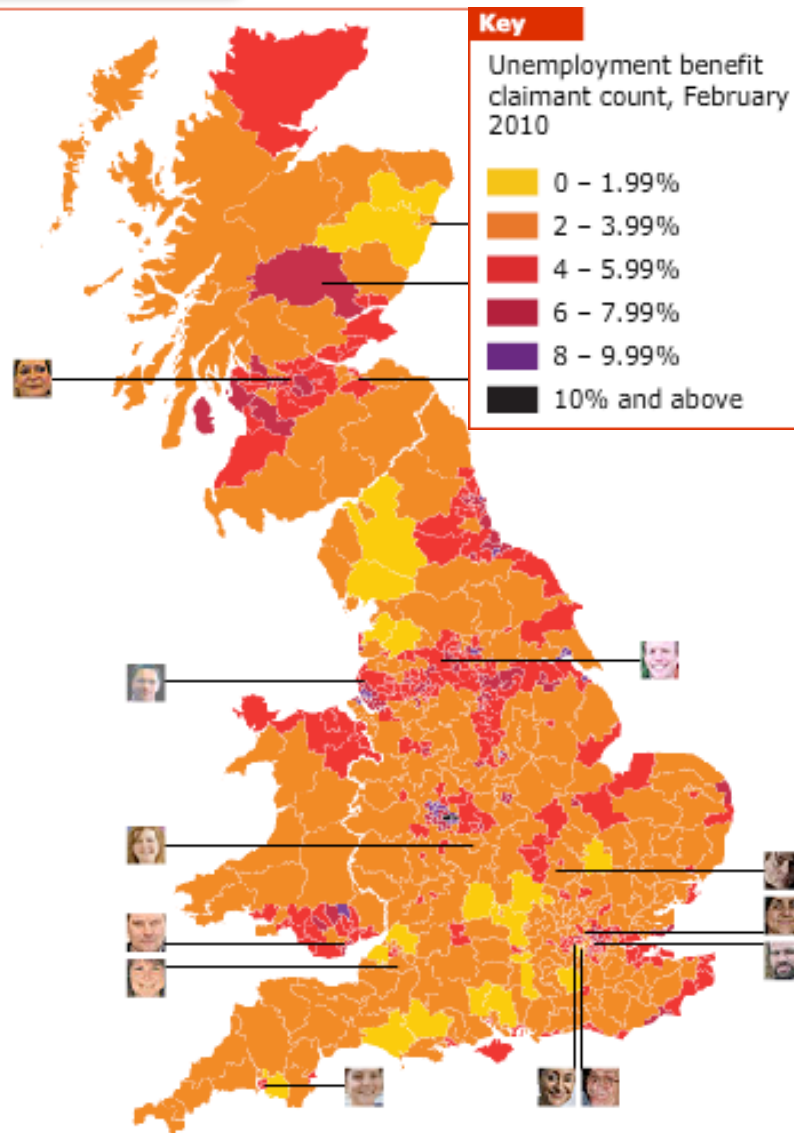 Key
Unemployment benefit
claimant count, February
2010
0 – 1.99%
2 – 3.99%
4 – 5.99%
6 – 7.99%
8 – 9.99%
10% and above